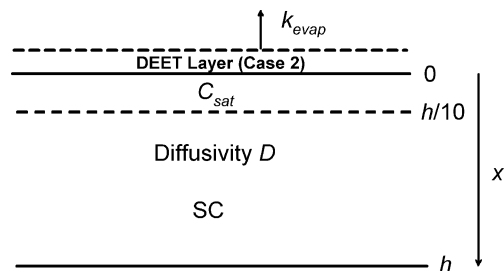 k_evap
DEET Layer (Case 2)
0
C_sat
h/10
Diffusivity D
x
SC
h